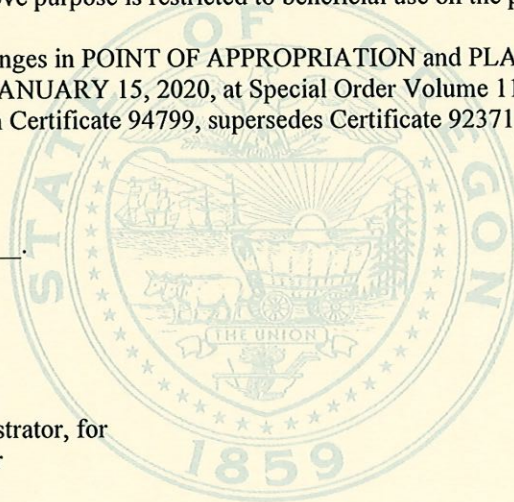 ve purpose is restricted to beneficial use on the p
nges in POINT OF APPROPRIATION and PLA
ANUARY 15, 2020, at Special Order Volume 11
n Certificate 94799, supersedes Certificate 92371
STATE OF OREGON
THE UNION
strator, for
1859